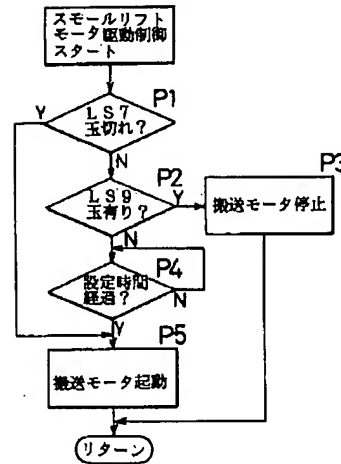 スモールリフト
モータ駆動制御
スタート
P1
Y
LS7
玉切れ?
N
P2
LS9
玉有り?
Y
P3
搬送モータ停止
N
P4
設定時間
経過?
N
Y
P5
搬送モータ起動
リターン